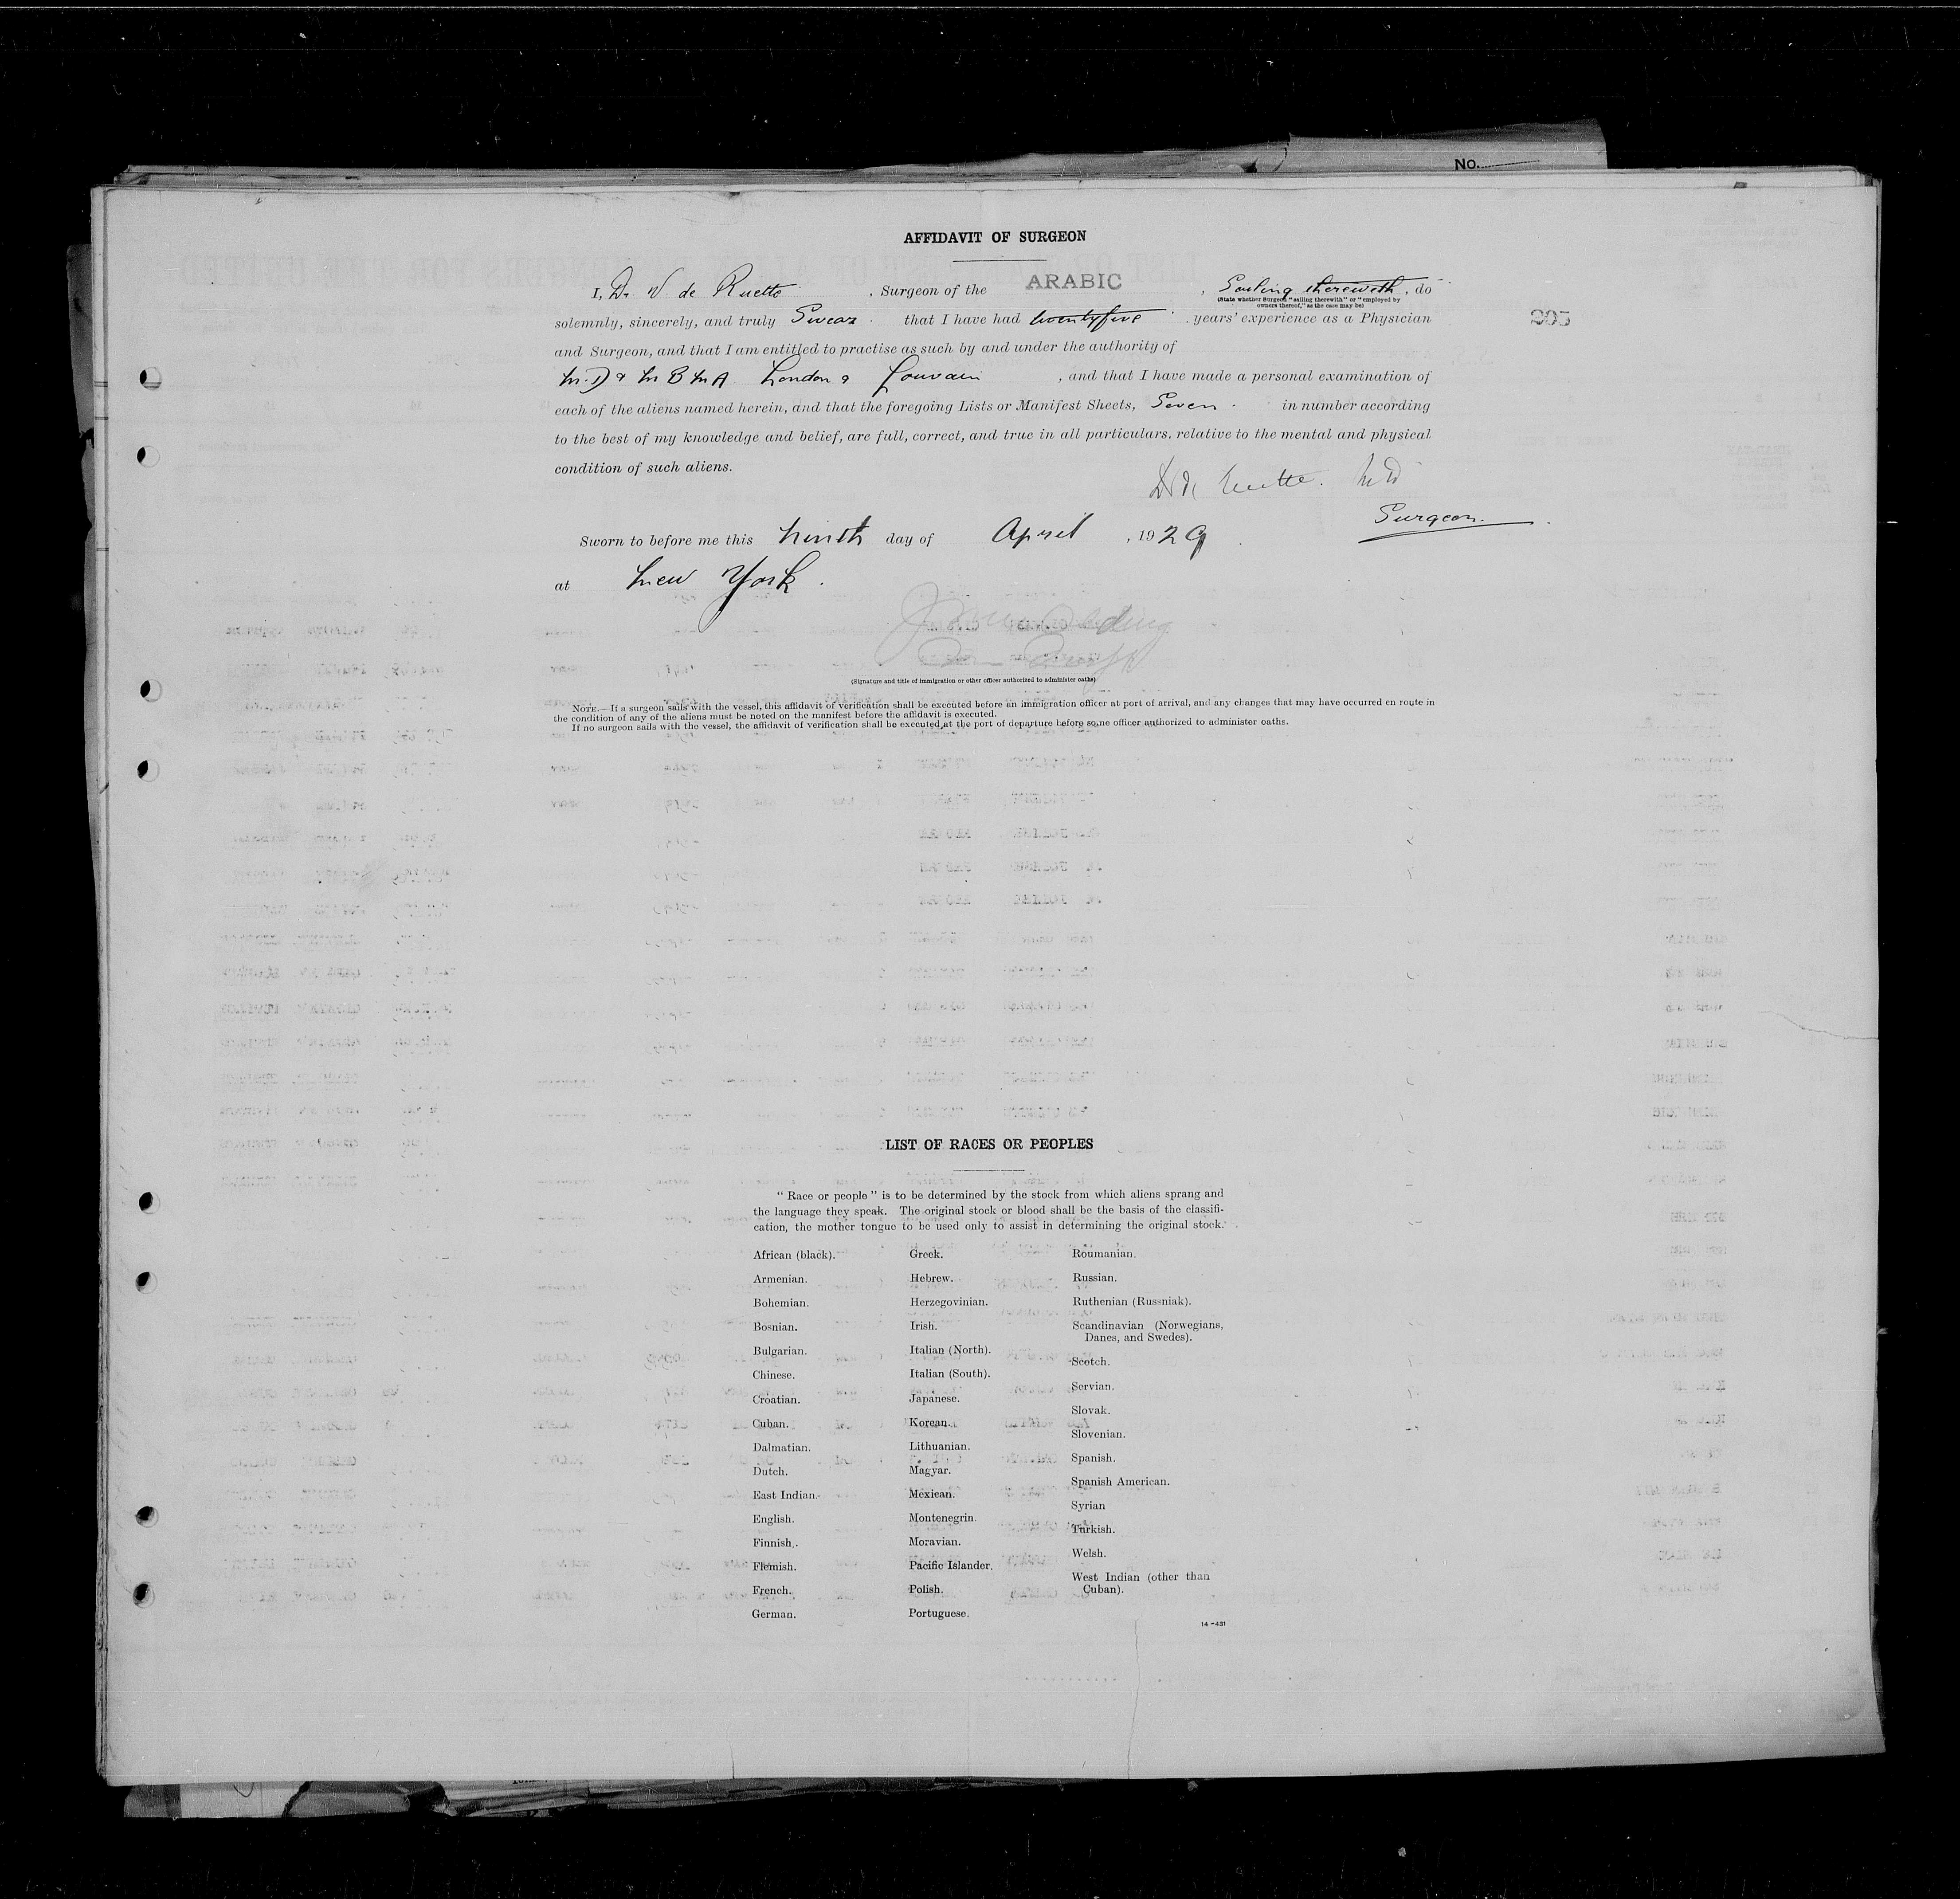 No.
AFFIDAVIT OF SURGEON
I, Dr V de Ruette, Surgeon of the ARABIC, Sailing therewith, do
(State whether Surgeon "sailing therewith" or "employed by
owners thereof," as the case may be)
solemnly, sincerely, and truly Swear that I have had twentyfive years' experience as a Physician
205
and Surgeon, and that I am entitled to practise as such by and under the authority of
M.D & M B M A London & Louvain, and that I have made a personal examination of
each of the aliens named herein, and that the foregoing Lists or Manifest Sheets, Seven in number according
to the best of my knowledge and belief, are full, correct, and true in all particulars, relative to the mental and physical
condition of such aliens.
Surgeon.
Sworn to before me this Ninth day of April, 1929
at New York.
(Signature and title of immigration or other officer authorized to administer oaths)
NOTE.—If a surgeon sails with the vessel, this affidavit of verification shall be executed before an immigration officer at port of arrival, and any changes that may have occurred en route in
the condition of any of the aliens must be noted on the manifest before the affidavit is executed.
If no surgeon sails with the vessel, the affidavit of verification shall be executed at the port of departure before some officer authorized to administer oaths.
LIST OF RACES OR PEOPLES
"Race or people" is to be determined by the stock from which aliens sprang and
the language they speak. The original stock or blood shall be the basis of the classifi-
cation, the mother tongue to be used only to assist in determining the original stock.
African (black).
Armenian.
Bohemian.
Bosnian.
Bulgarian.
Chinese.
Croatian.
Cuban.
Dalmatian.
Dutch.
East Indian.
English.
Finnish.
Flemish.
French.
German.
Greek.
Hebrew.
Herzegovinian.
Irish.
Italian (North).
Italian (South).
Japanese.
Korean.
Lithuanian.
Magyar.
Mexican.
Montenegrin.
Moravian.
Pacific Islander.
Polish.
Portuguese.
Roumanian.
Russian.
Ruthenian (Russniak).
Scandinavian (Norwegians,
Danes, and Swedes).
Scotch.
Servian.
Slovak.
Slovenian.
Spanish.
Spanish American.
Syrian
Turkish.
Welsh.
West Indian (other than
Cuban).
14-431